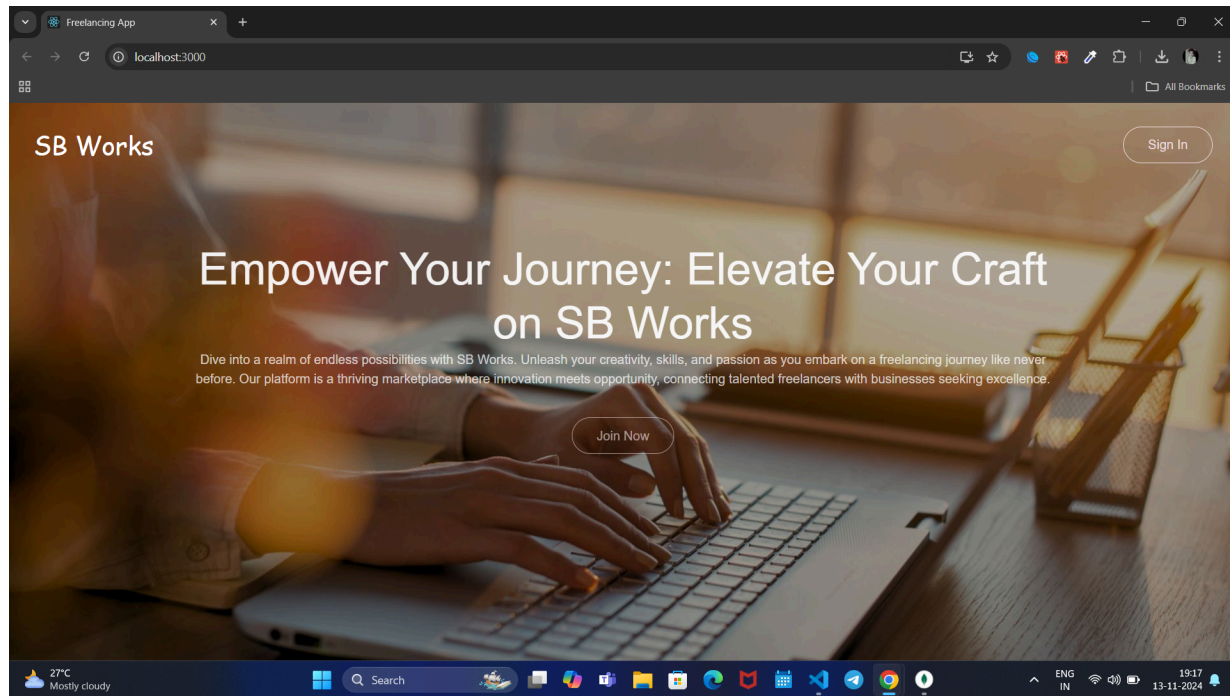 Freelancing App
localhost:3000
All Bookmarks
SB Works
Sign In
Empower Your Journey: Elevate Your Craft
on SB Works
Dive into a realm of endless possibilities with SB Works. Unleash your creativity, skills, and passion as you embark on a freelancing journey like never
before. Our platform is a thriving marketplace where innovation meets opportunity, connecting talented freelancers with businesses seeking excellence.
Join Now
27°C
Mostly cloudy
Search
ENG
IN
19:17
13-11-2024